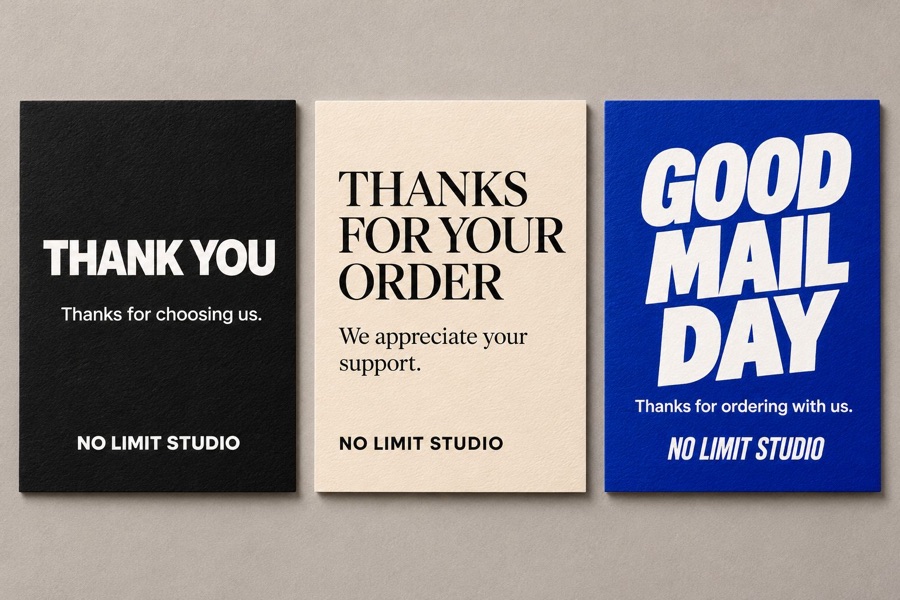 THANK YOU
Thanks for choosing us.
NO LIMIT STUDIO
THANKS
FOR YOUR
ORDER
We appreciate your
support.
NO LIMIT STUDIO
GOOD
MAIL
DAY
Thanks for ordering with us.
NO LIMIT STUDIO